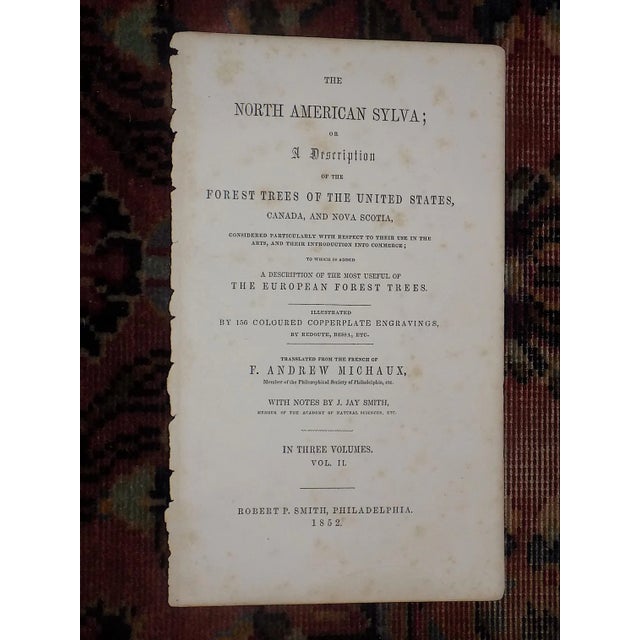 THE
NORTH AMERICAN SYLVA;
OR
A Description
OF THE
FOREST TREES OF THE UNITED STATES,
CANADA, AND NOVA SCOTIA,
CONSIDERED PARTICULARLY WITH RESPECT TO THEIR USE IN THE
ARTS, AND THEIR INTRODUCTION INTO COMMERCE;
TO WHICH IS ADDED
A DESCRIPTION OF THE MOST USEFUL OF
THE EUROPEAN FOREST TREES.
ILLUSTRATED
BY 156 COLOURED COPPERPLATE ENGRAVINGS,
BY REDOUTE, BESSA, ETC.
TRANSLATED FROM THE FRENCH OF
F. ANDREW MICHAUX,
Member of the Philosophical Society of Philadelphia, etc.
WITH NOTES BY J. JAY SMITH,
MEMBER OF THE ACADEMY OF NATURAL SCIENCES, ETC.
IN THREE VOLUMES.
VOL. II.
ROBERT P. SMITH, PHILADELPHIA.
1852.